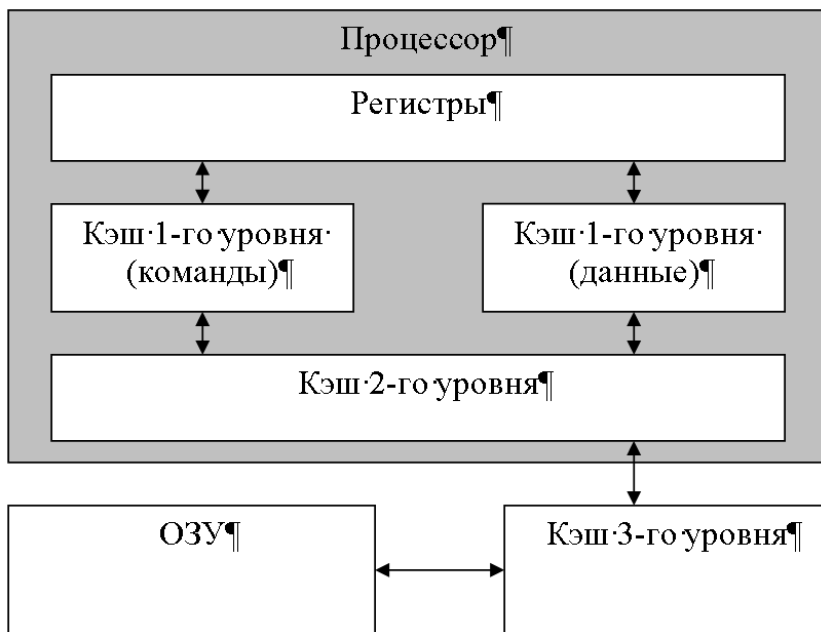 Процессор¶
Регистры¶
Кэш·1-го·уровня·
(команды)¶
Кэш·1-го·уровня·
(данные)¶
Кэш·2-го·уровня¶
ОЗУ¶
Кэш·3-го·уровня¶